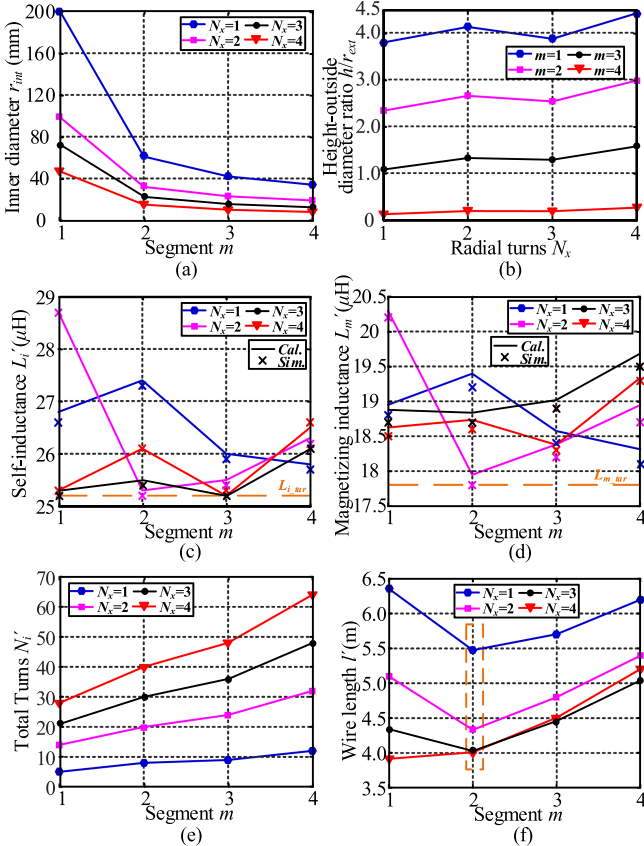 Inner diameter r_int (mm)
200
160
120
80
40
0
N_x=1 N_x=3
N_x=2 N_x=4
1 2 3 4
Segment m
(a)
Height-outside
diameter ratio h/r_ext
4.5
4.0
3.0
2.0
1.0
0
m=1 m=3
m=2 m=4
1 2 3 4
Radial turns N_x
(b)
Self-inductance L_i´(μH)
29
28
27
26
25
N_x=1 N_x=3
N_x=2 N_x=4
Cal.
Sim.
L_i_tar
1 2 3 4
Segment m
(c)
Magnetizing inductance L_m´(μH)
20.5
20
19.5
19
18.5
18
17.5
N_x=1 N_x=3
N_x=2 N_x=4
Cal.
Sim.
L_m_tar
1 2 3 4
Segment m
(d)
Total Turns N_i´
70
60
50
40
30
20
10
0
N_x=1 N_x=3
N_x=2 N_x=4
1 2 3 4
Segment m
(e)
Wire length l´(m)
6.5
6.0
5.5
5.0
4.5
4.0
3.5
N_x=1 N_x=3
N_x=2 N_x=4
1 2 3 4
Segment m
(f)